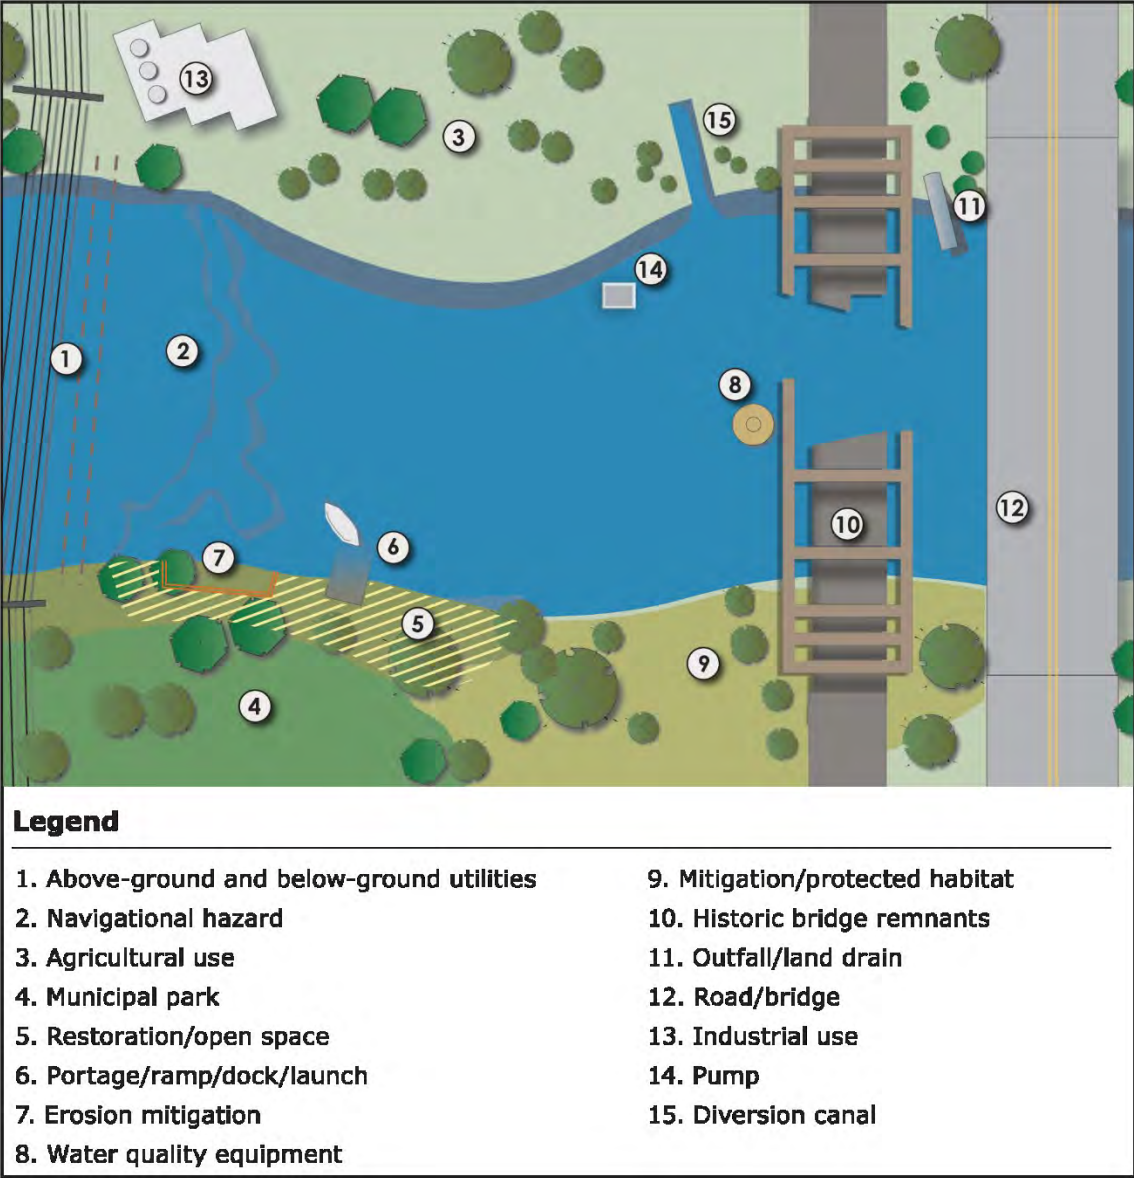 13
15
3
11
14
1
2
8
12
10
7
6
5
9
4
Legend
1. Above-ground and below-ground utilities
2. Navigational hazard
3. Agricultural use
4. Municipal park
5. Restoration/open space
6. Portage/ramp/dock/launch
7. Erosion mitigation
8. Water quality equipment
9. Mitigation/protected habitat
10. Historic bridge remnants
11. Outfall/land drain
12. Road/bridge
13. Industrial use
14. Pump
15. Diversion canal